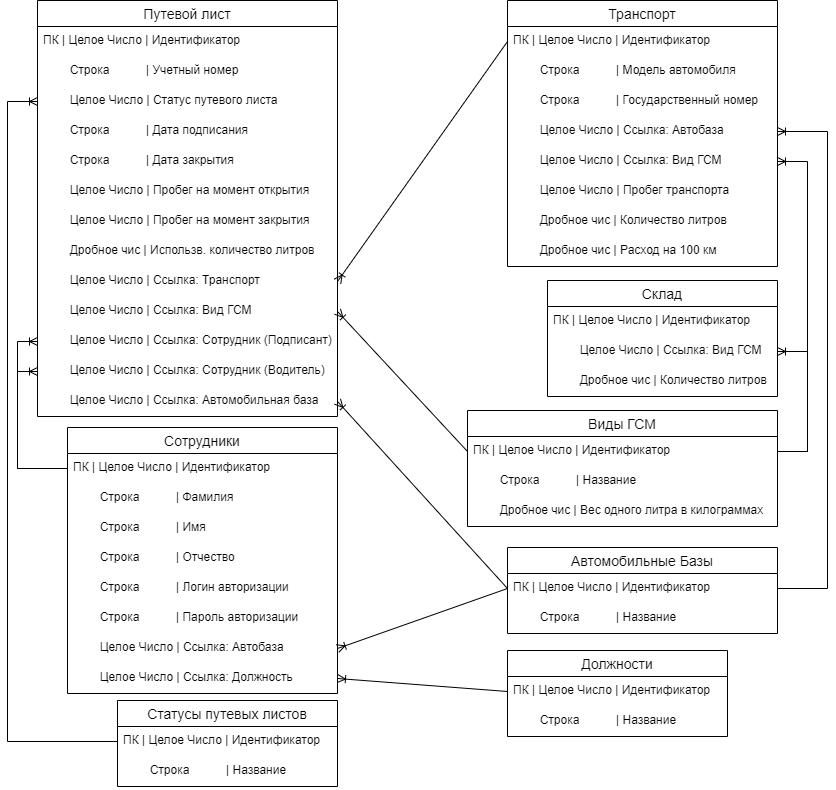 Путевой лист
ПК | Целое Число | Идентификатор
Строка | Учетный номер
Целое Число | Статус путевого листа
Строка | Дата подписания
Строка | Дата закрытия
Целое Число | Пробег на момент открытия
Целое Число | Пробег на момент закрытия
Дробное чис | Использв. количество литров
Целое Число | Ссылка: Транспорт
Целое Число | Ссылка: Вид ГСМ
Целое Число | Ссылка: Сотрудник (Подписант)
Целое Число | Ссылка: Сотрудник (Водитель)
Целое Число | Ссылка: Автомобильная база
Сотрудники
ПК | Целое Число | Идентификатор
Строка | Фамилия
Строка | Имя
Строка | Отчество
Строка | Логин авторизации
Строка | Пароль авторизации
Целое Число | Ссылка: Автобаза
Целое Число | Ссылка: Должность
Статусы путевых листов
ПК | Целое Число | Идентификатор
Строка | Название
Транспорт
ПК | Целое Число | Идентификатор
Строка | Модель автомобиля
Строка | Государственный номер
Целое Число | Ссылка: Автобаза
Целое Число | Ссылка: Вид ГСМ
Целое Число | Пробег транспорта
Дробное чис | Количество литров
Дробное чис | Расход на 100 км
Склад
ПК | Целое Число | Идентификатор
Целое Число | Ссылка: Вид ГСМ
Дробное чис | Количество литров
Виды ГСМ
ПК | Целое Число | Идентификатор
Строка | Название
Дробное чис | Вес одного литра в килограммах
Автомобильные Базы
ПК | Целое Число | Идентификатор
Строка | Название
Должности
ПК | Целое Число | Идентификатор
Строка | Название